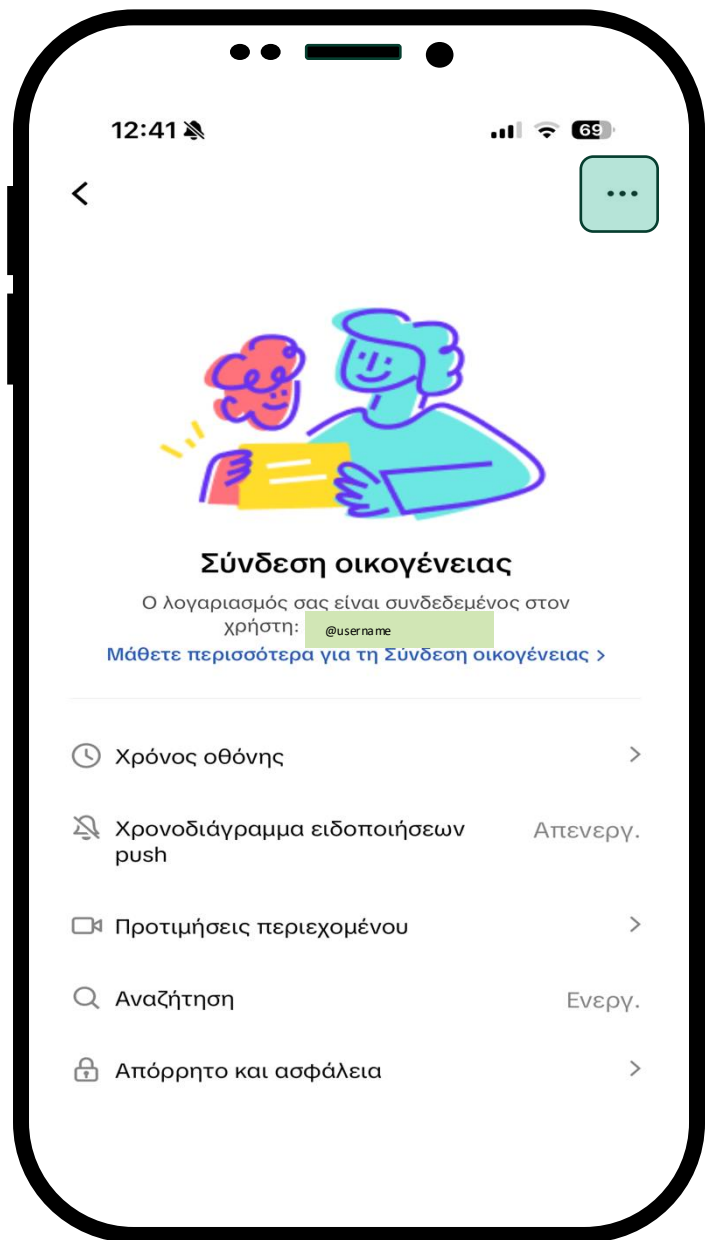 12:41
69
Σύνδεση οικογένειας
Ο λογαριασμός σας είναι συνδεδεμένος στον
χρήστη: @username
Μάθετε περισσότερα για τη Σύνδεση οικογένειας >
Χρόνος οθόνης
Χρονοδιάγραμμα ειδοποιήσεων Απενεργ.
push
Προτιμήσεις περιεχομένου
Αναζήτηση Ενεργ.
Απόρρητο και ασφάλεια